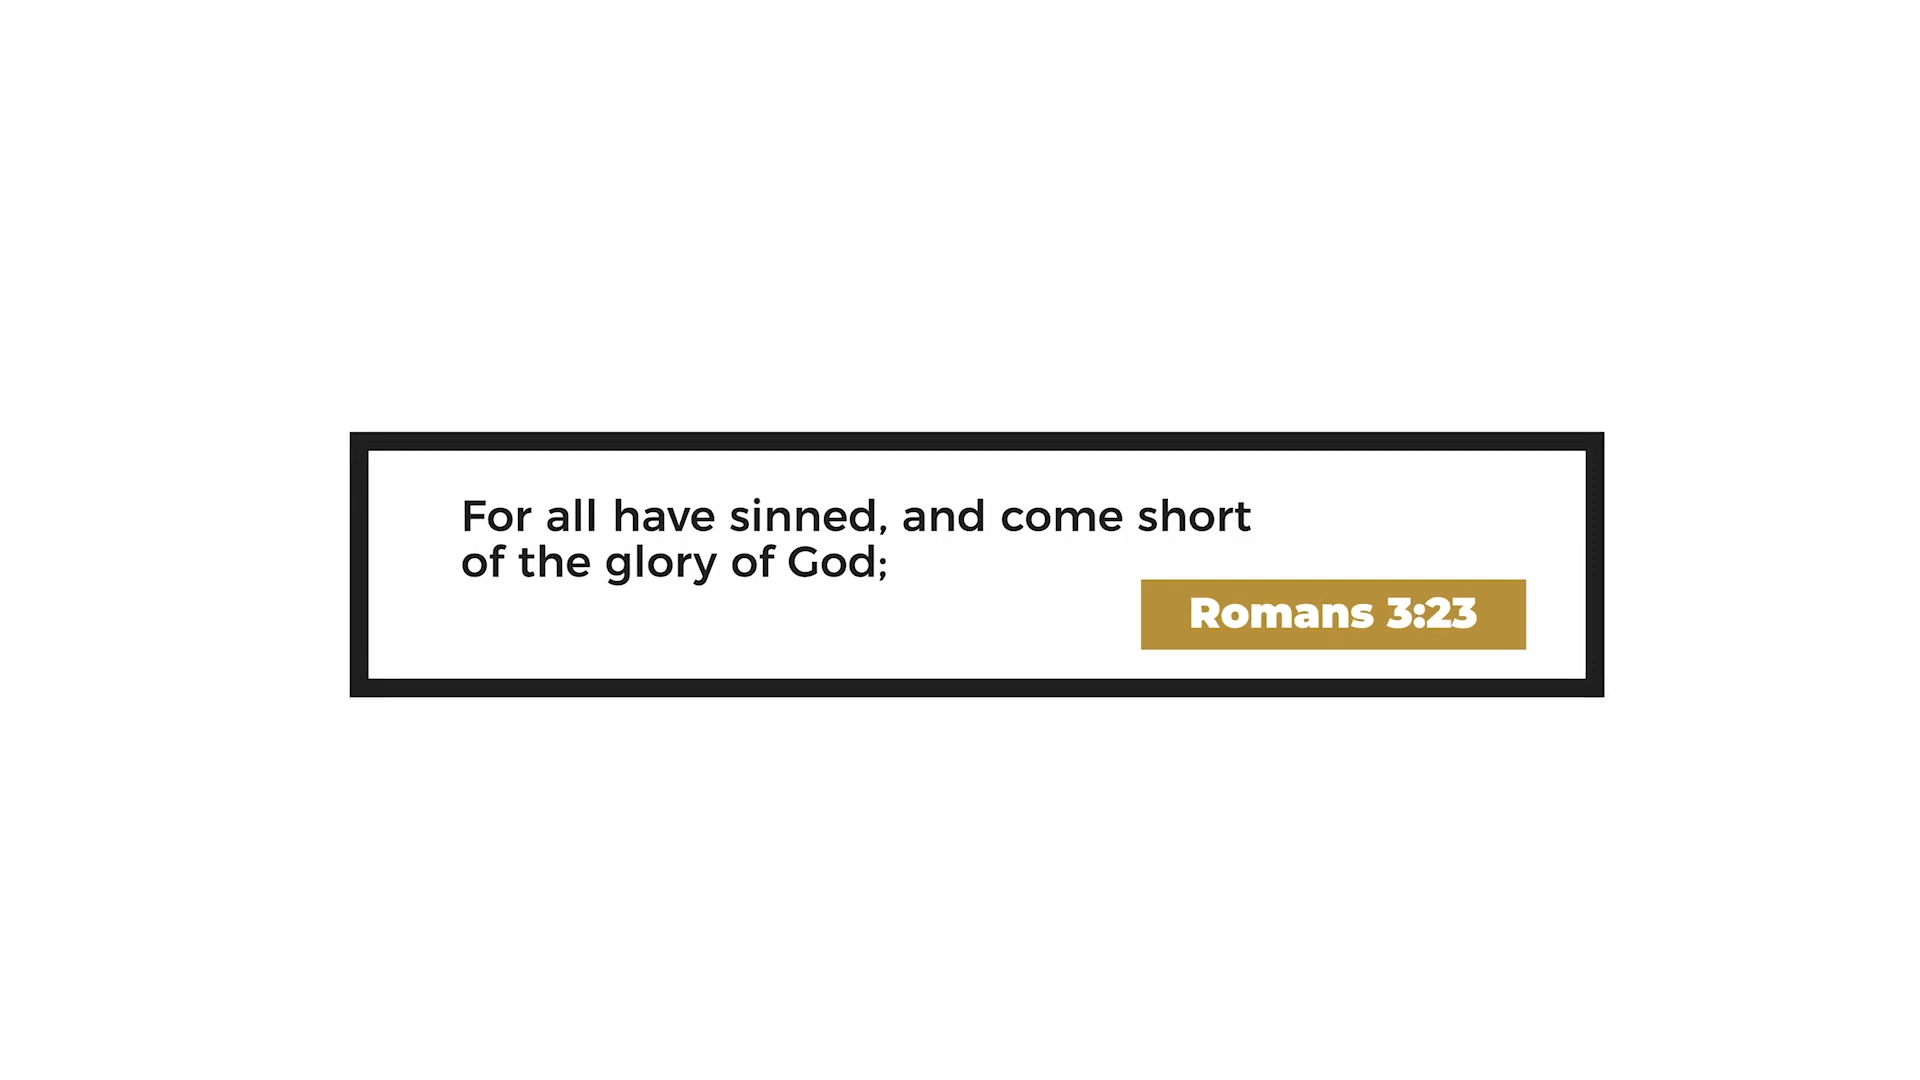 For all have sinned, and come short
of the glory of God;
Romans 3:23